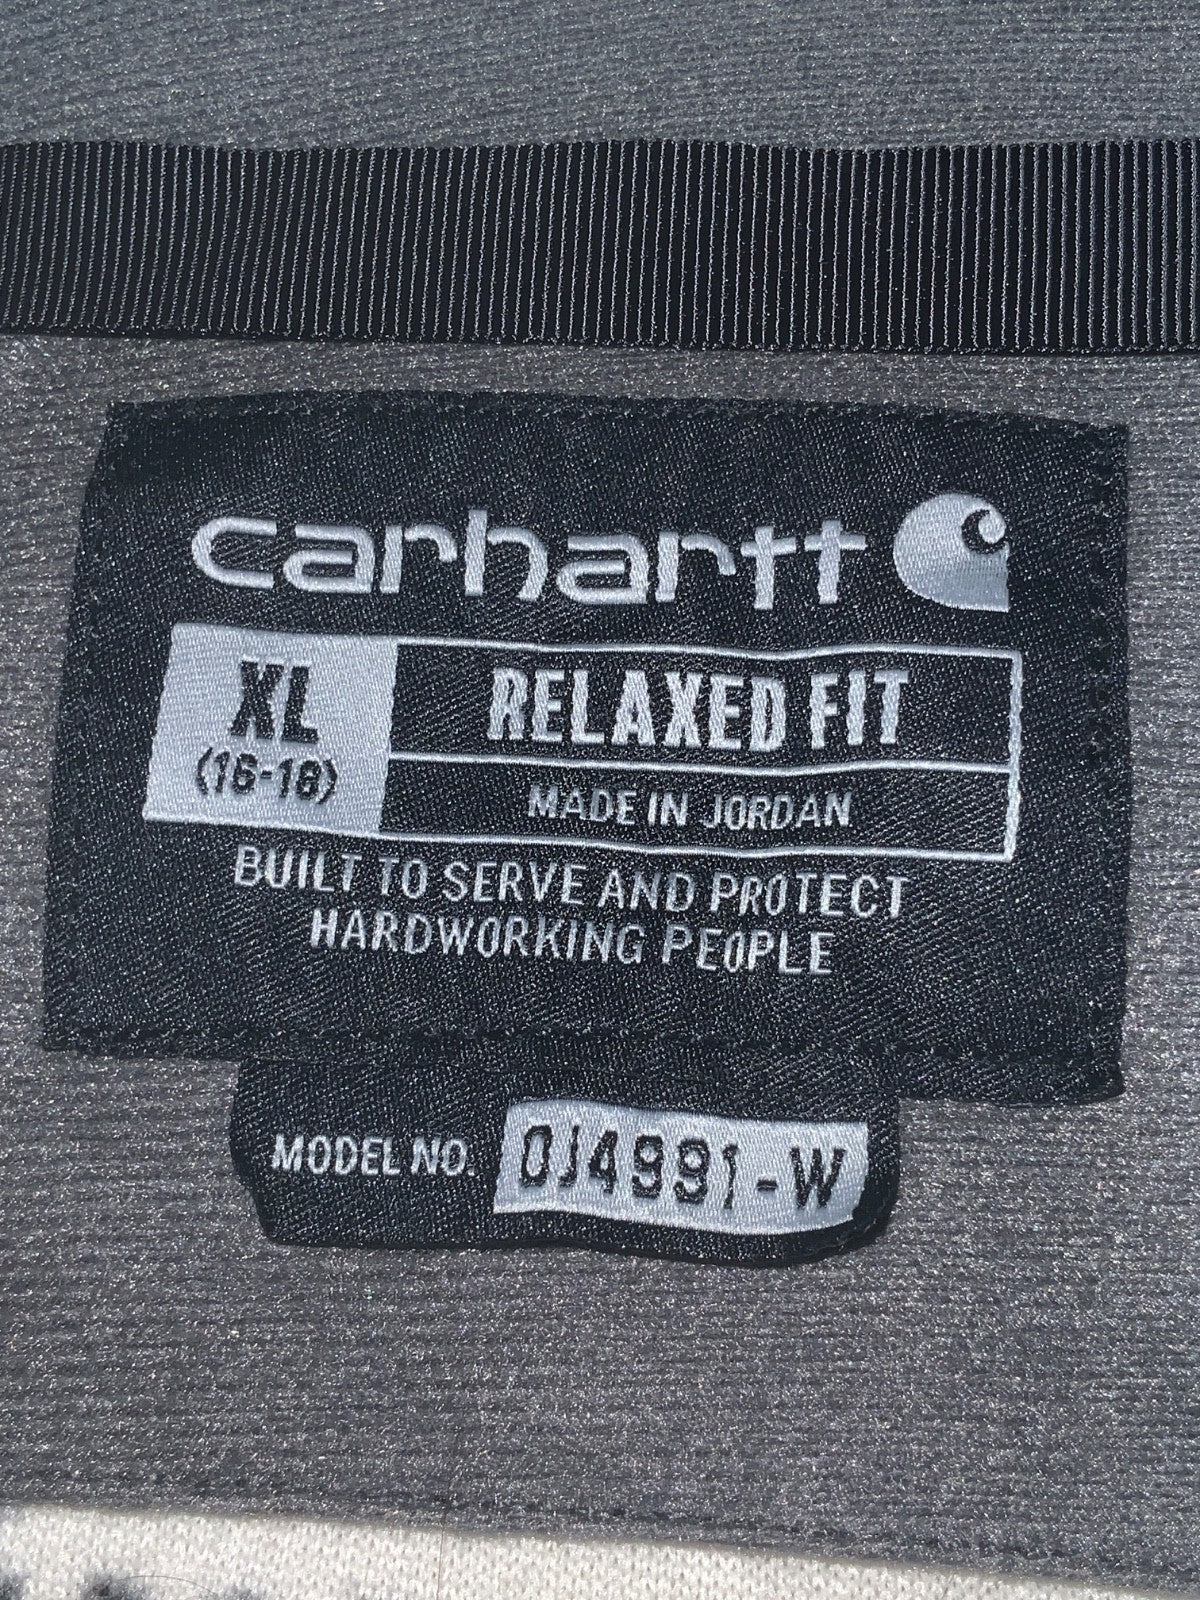 carhartt
XL
(16-18)
RELAXED FIT
MADE IN JORDAN
BUILT TO SERVE AND PROTECT
HARDWORKING PEOPLE
MODEL NO. OJ4991-W